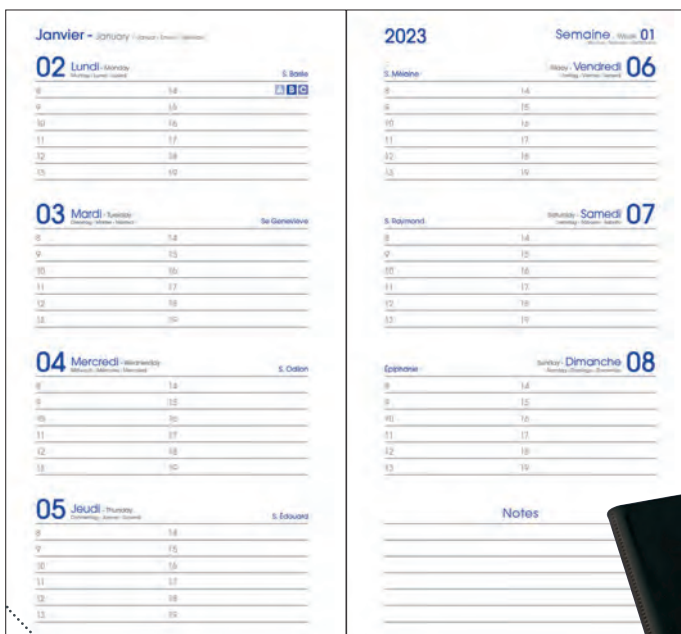 Janvier - January
02 Lundi - Monday
S. Basile
A B C
8 14
9 15
10 16
11 17
12 18
13 19
03 Mardi - Tuesday
Se Geneviève
8 14
9 15
10 16
11 17
12 18
13 19
04 Mercredi - Wednesday
S. Odilon
8 14
9 15
10 16
11 17
12 18
13 19
05 Jeudi - Thursday
S. Édouard
8 14
9 15
10 16
11 17
12 18
13 19
2023
Semaine - Week 01
S. Mélaine
Friday - Vendredi 06
8 14
9 15
10 16
11 17
12 18
13 19
S. Raymond
Saturday - Samedi 07
8 14
9 15
10 16
11 17
12 18
13 19
Épiphanie
Sunday - Dimanche 08
8 14
9 15
10 16
11 17
12 18
13 19
Notes